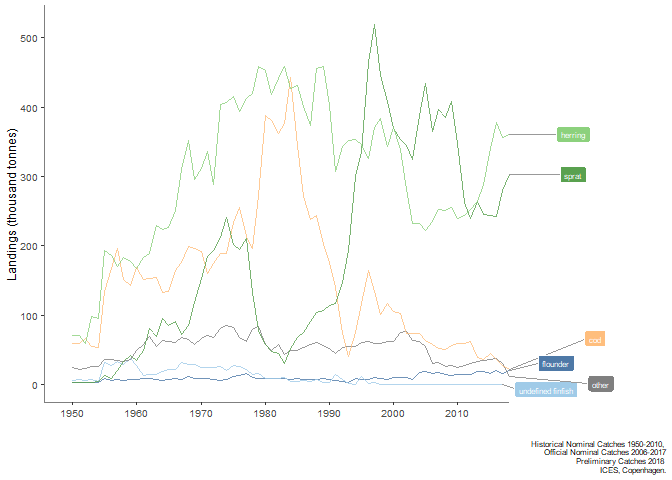 Landings (thousand tonnes)
500
400
300
200
100
0
1950
1960
1970
1980
1990
2000
2010
herring
sprat
cod
flounder
other
undefined finfish
Historical Nominal Catches 1950-2010,
Official Nominal Catches 2006-2017
Preliminary Catches 2018
ICES, Copenhagen.